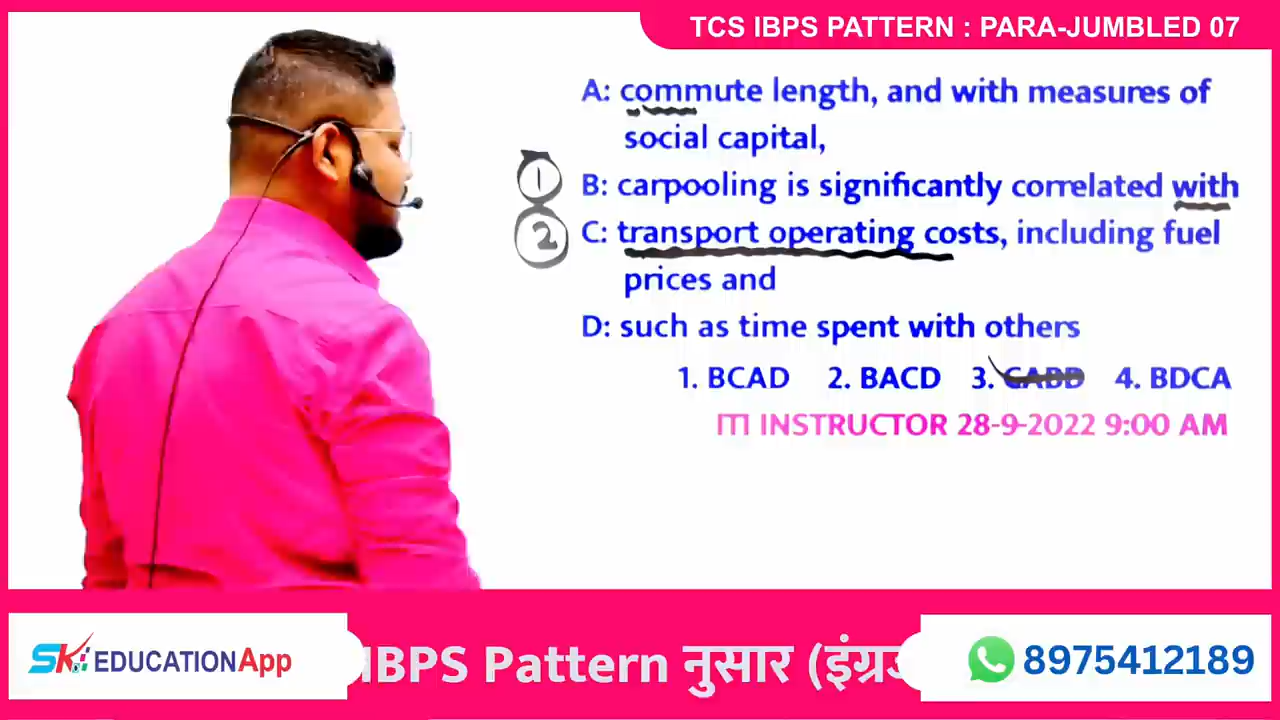 TCS IBPS PATTERN : PARA-JUMBLED 07
A: commute length, and with measures of
social capital,
1 B: carpooling is significantly correlated with
2 C: transport operating costs, including fuel
prices and
D: such as time spent with others
1. BCAD 2. BACD 3. CABD 4. BDCA
ITI INSTRUCTOR 28-9-2022 9:00 AM
SK EDUCATIONApp
IBPS Pattern नुसार
8975412189